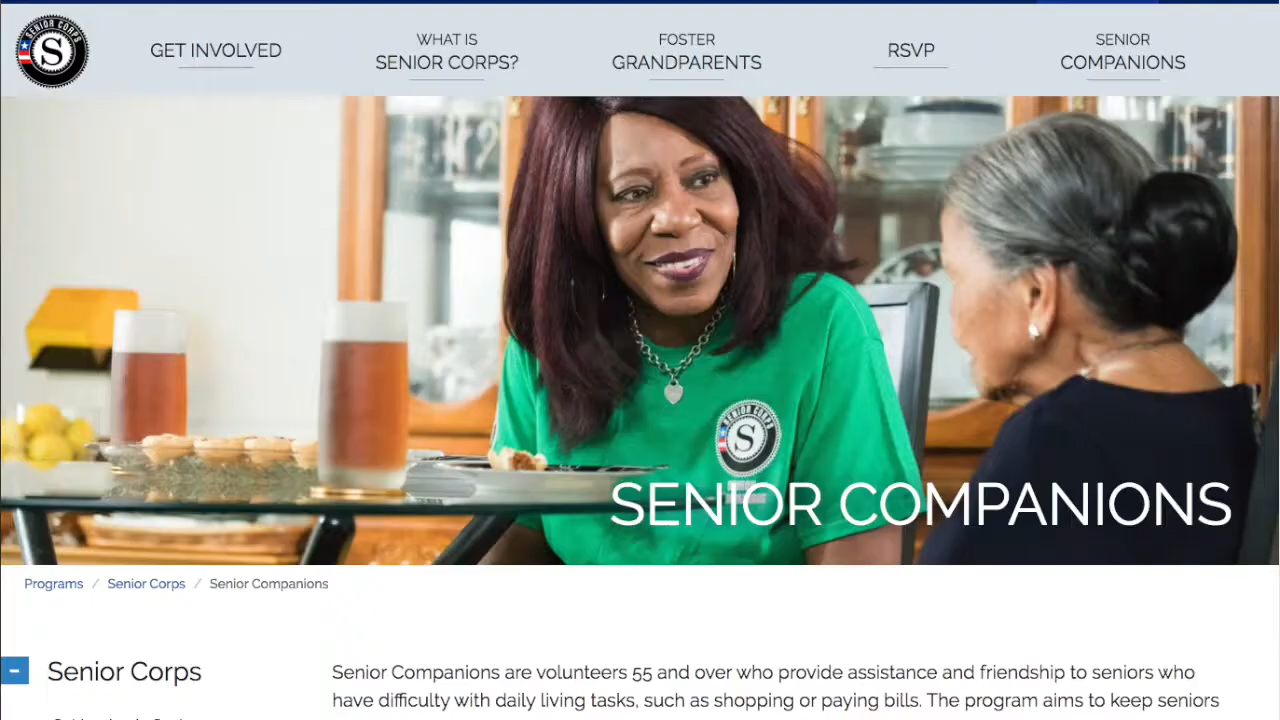 SENIOR CORPS
S
GET INVOLVED
WHAT IS
SENIOR CORPS?
FOSTER
GRANDPARENTS
RSVP
SENIOR
COMPANIONS
SENIOR CORPS
S
SENIOR COMPANIONS
Programs / Senior Corps / Senior Companions
Senior Corps
Senior Companions are volunteers 55 and over who provide assistance and friendship to seniors who
have difficulty with daily living tasks, such as shopping or paying bills. The program aims to keep seniors